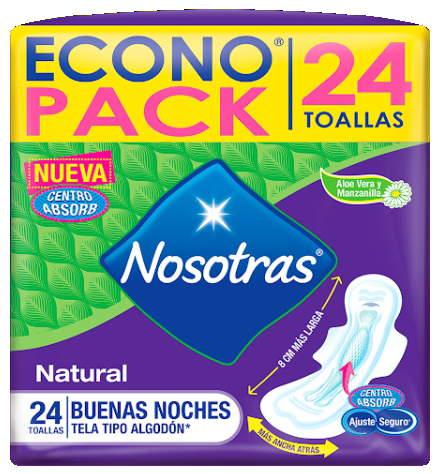 ECONO®
PACK
24
TOALLAS
NUEVA
CENTRO
ABSORB
Aloe Vera y
Manzanilla
Nosotras®
8 CM MÁS LARGA
Natural
24
TOALLAS
BUENAS NOCHES
TELA TIPO ALGODÓN*
MÁS ANCHA ATRÁS
CENTRO
ABSORB
Ajuste Seguro®